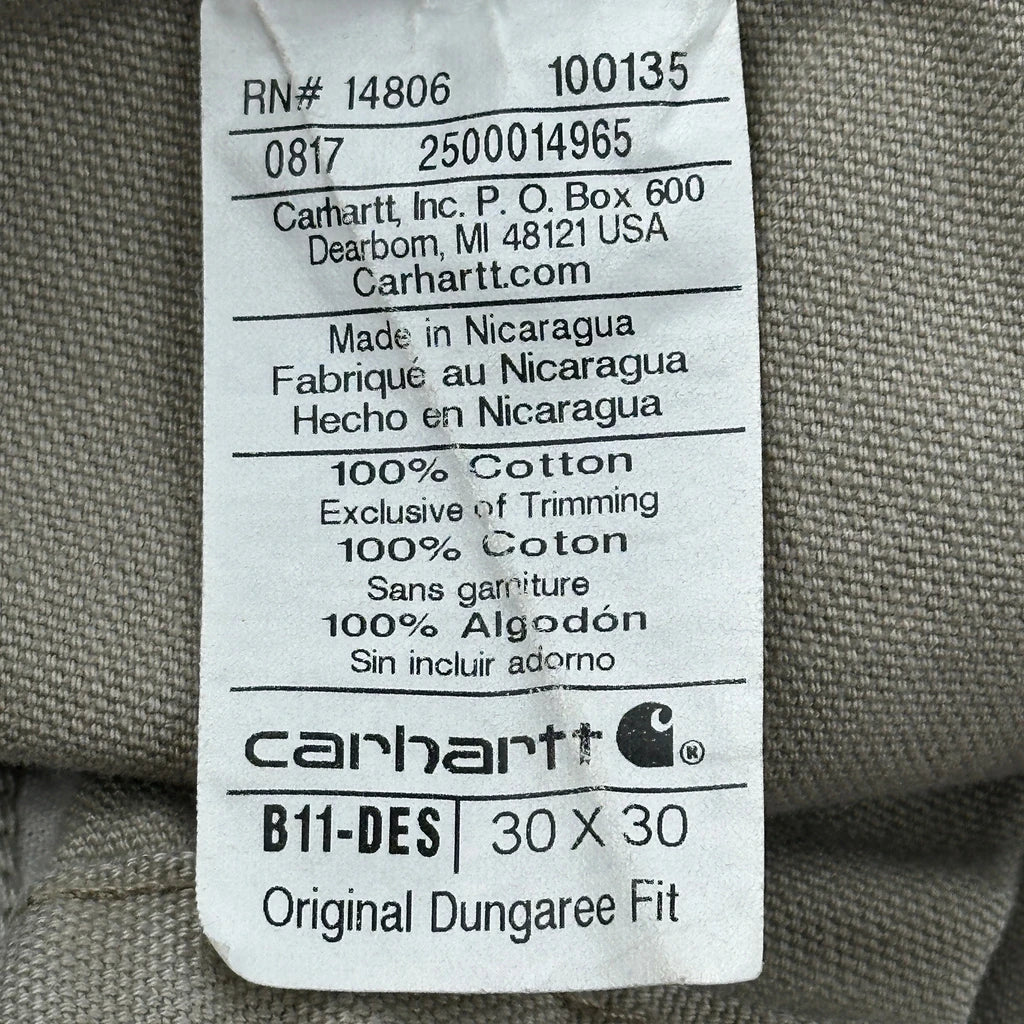 RN# 14806 100135
0817 2500014965
Carhartt, Inc. P. O. Box 600
Dearborn, MI 48121 USA
Carhartt.com
Made in Nicaragua
Fabriqué au Nicaragua
Hecho en Nicaragua
100% Cotton
Exclusive of Trimming
100% Coton
Sans garniture
100% Algodón
Sin incluir adorno
carhartt ®
B11-DES 30 X 30
Original Dungaree Fit